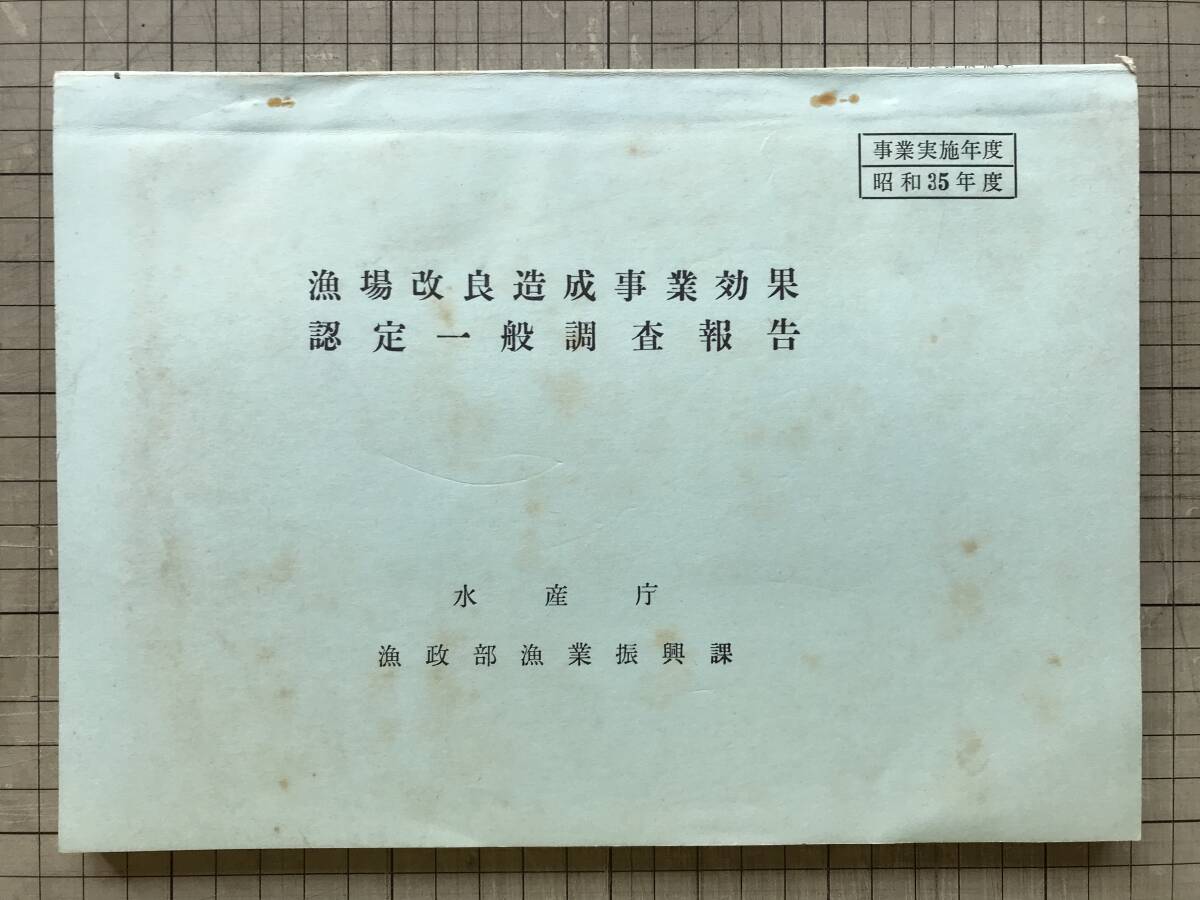 事業実施年度
昭和35年度
漁場改良造成事業効果
認定一般調査報告
水産庁
漁政部漁業振興課